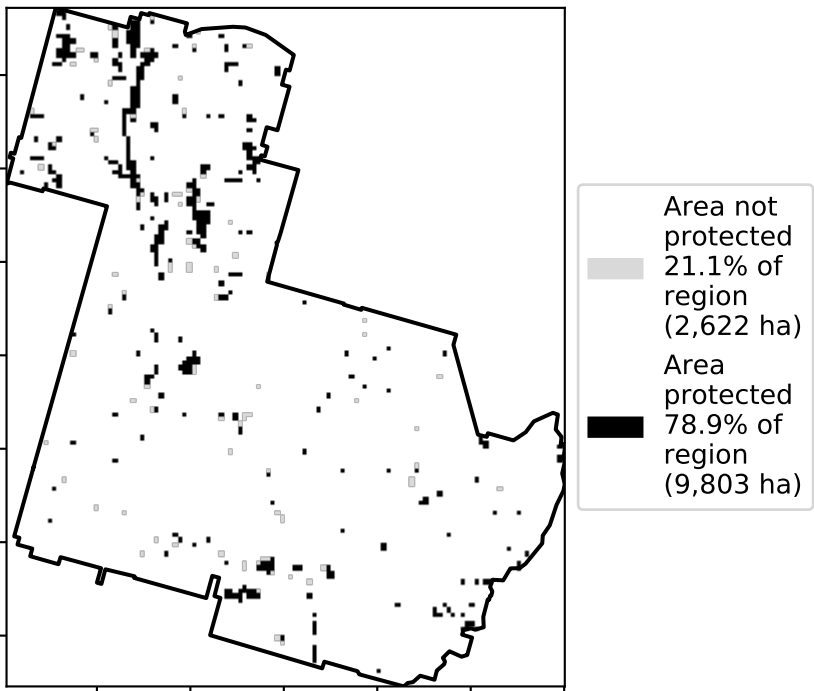 Area not
protected
21.1% of
region
(2,622 ha)
Area
protected
78.9% of
region
(9,803 ha)